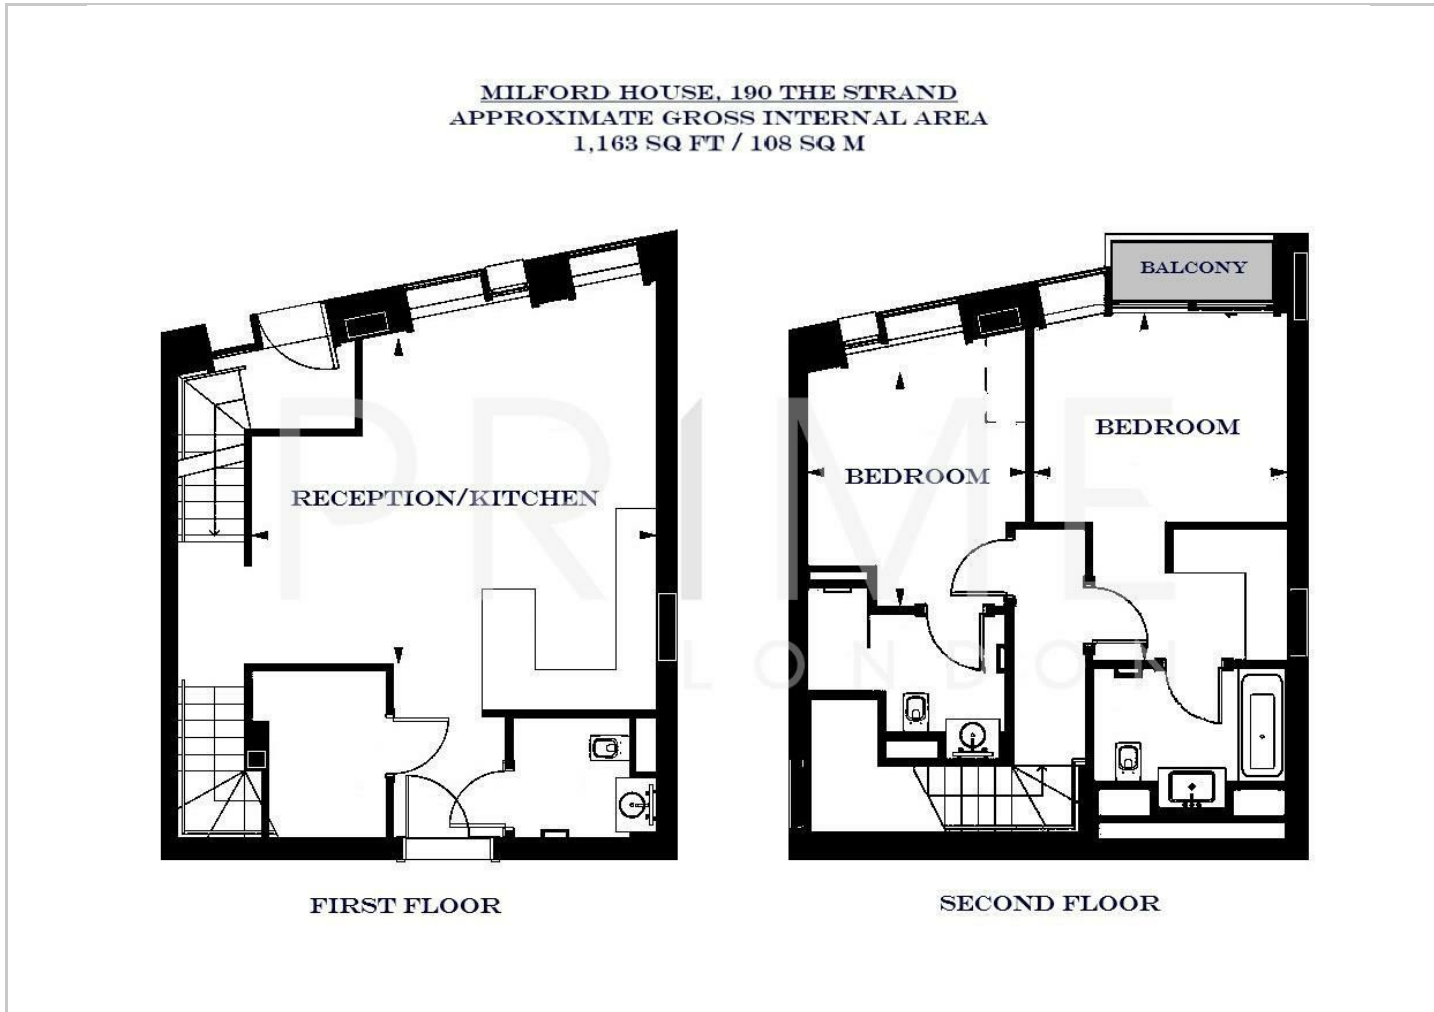 MILFORD HOUSE, 190 THE STRAND
APPROXIMATE GROSS INTERNAL AREA
1,163 SQ FT / 108 SQ M
BALCONY
BEDROOM
BEDROOM
RECEPTION/KITCHEN
PRIME
LONDON
FIRST FLOOR
SECOND FLOOR